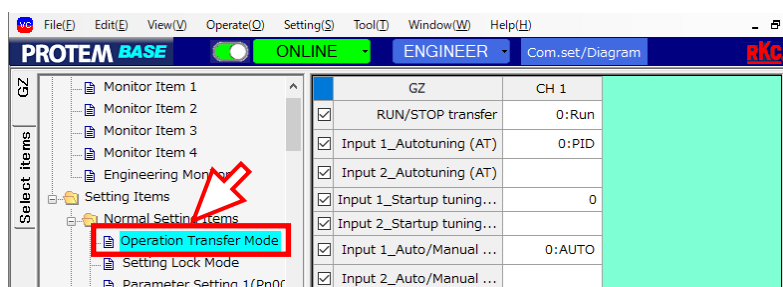 VC File(F) Edit(E) View(V) Operate(O) Setting(S) Tool(T) Window(W) Help(H)
PROTEM BASE ONLINE ENGINEER Com.set/Diagram RKC
GZ
Select items
Monitor Item 1
Monitor Item 2
Monitor Item 3
Monitor Item 4
Engineering
Setting Items
Normal Setting Items
Operation Transfer Mode
Setting Lock Mode
Parameter Setting 1(Pn00
GZ CH 1
RUN/STOP transfer 0:Run
Input 1_Autotuning (AT) 0:PID
Input 2_Autotuning (AT)
Input 1_Startup tuning... 0
Input 2_Startup tuning...
Input 1_Auto/Manual ... 0:AUTO
Input 2_Auto/Manual ...